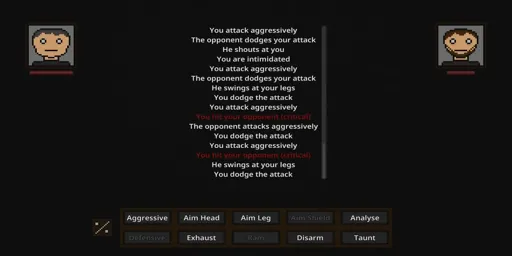 You attack aggressively
The opponent dodges your attack
He shouts at you
You are intimidated
You attack aggressively
The opponent dodges your attack
He swings at your legs
You dodge the attack
You attack aggressively
You hit your opponent (critical)
The opponent attacks aggressively
You dodge the attack
You attack aggressively
You hit your opponent (critical)
He swings at your legs
You dodge the attack
Aggressive Aim Head Aim Leg Aim Shield Analyse
Defensive Exhaust Bash Disarm Taunt